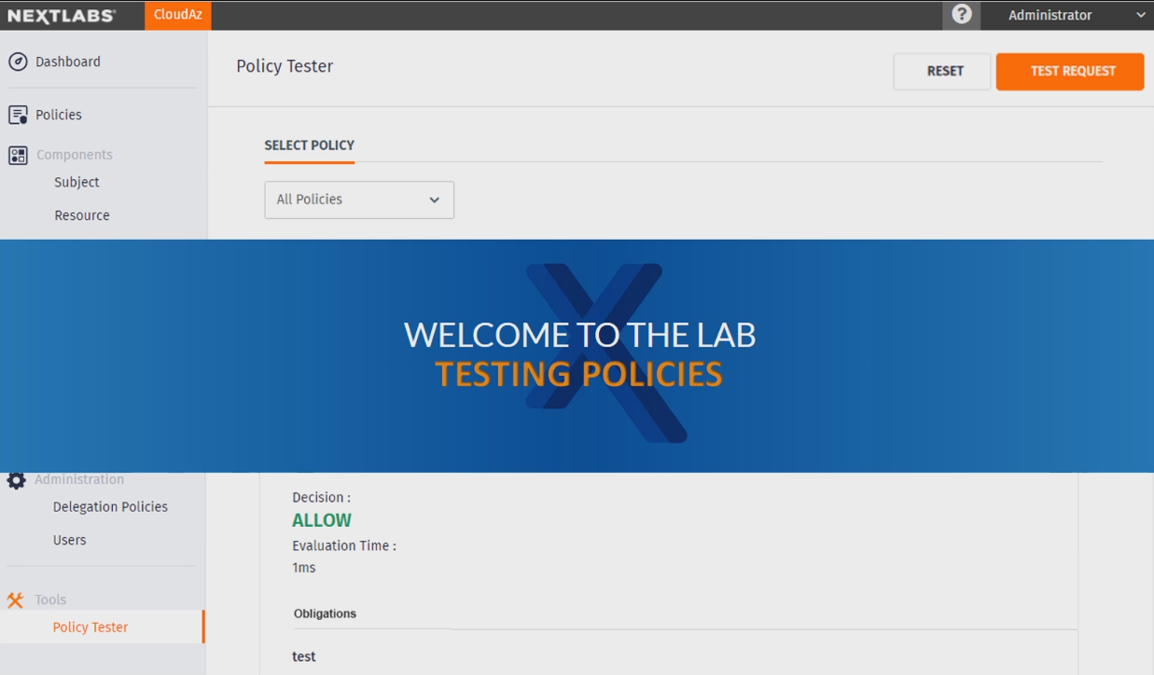 NEXTLABS® CloudAz ? Administrator
Dashboard
Policies
Components
Subject
Resource
Policy Tester
RESET TEST REQUEST
SELECT POLICY
All Policies
WELCOME TO THE LAB
TESTING POLICIES
Administration
Delegation Policies
Users
Tools
Policy Tester
Decision :
ALLOW
Evaluation Time :
1ms
Obligations
test